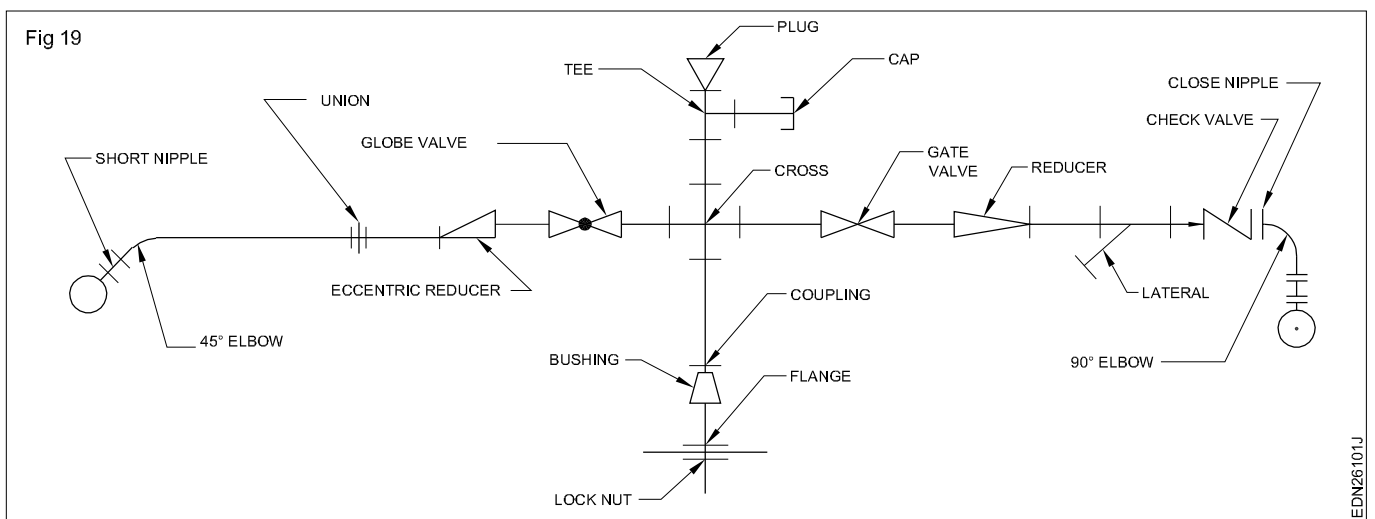 Fig 19
PLUG
TEE
CAP
CLOSE NIPPLE
UNION
CHECK VALVE
GLOBE VALVE
GATE
VALVE
REDUCER
SHORT NIPPLE
CROSS
ECCENTRIC REDUCER
COUPLING
LATERAL
45° ELBOW
BUSHING
FLANGE
90° ELBOW
LOCK NUT
EDN26101J